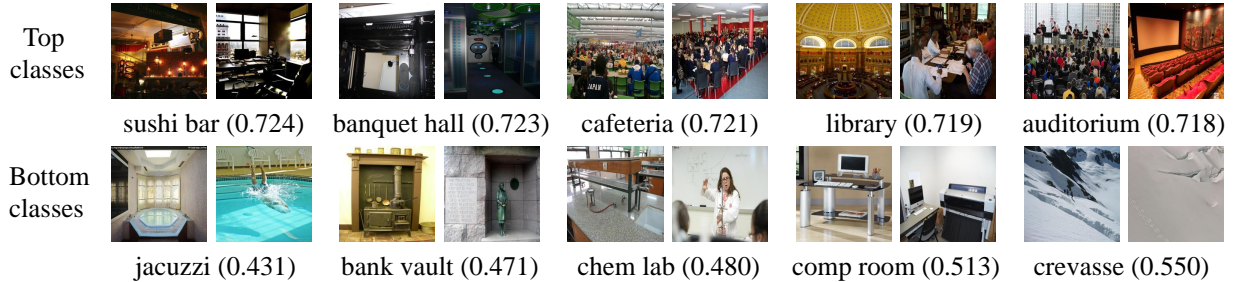 Top
classes
sushi bar (0.724) banquet hall (0.723) cafeteria (0.721) library (0.719) auditorium (0.718)
JAPAN
Bottom
classes
jacuzzi (0.431) bank vault (0.471) chem lab (0.480) comp room (0.513) crevasse (0.550)